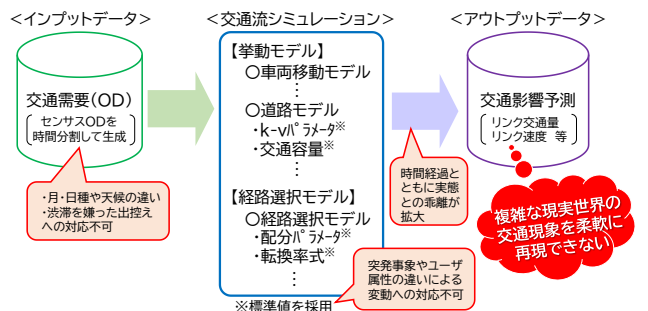 ＜インプットデータ＞
交通需要(OD)
センサスODを
時間分割して生成
・月・日種や天候の違い
・渋滞を嫌った出控え
への対応不可
＜交通流シミュレーション＞
【挙動モデル】
〇車両移動モデル
…
〇道路モデル
・k-vパラメータ※
・交通容量※
…
【経路選択モデル】
〇経路選択モデル
・配分パラメータ※
・転換率式※
…
※標準値を採用
時間経過と
ともに実態
との乖離が
拡大
突発事象やユーザ
属性の違いによる
変動への対応不可
＜アウトプットデータ＞
交通影響予測
リンク交通量
リンク速度 等
複雑な現実世界の
交通現象を柔軟に
再現できない